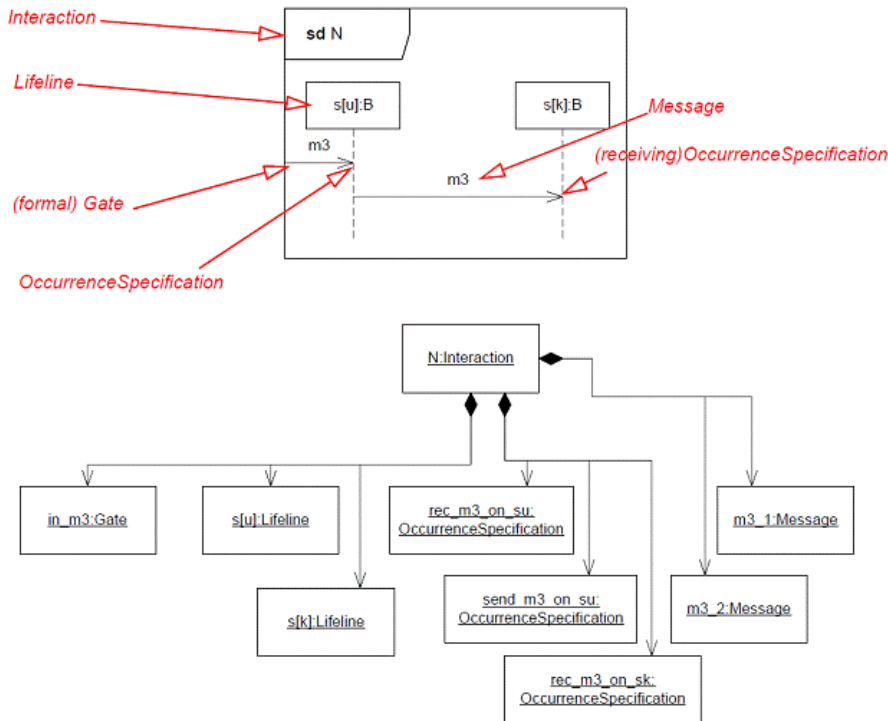 Interaction
sd N
Lifeline
s[u]:B
s[k]:B
Message
m3
(receiving)OccurrenceSpecification
m3
(formal) Gate
OccurrenceSpecification
N:Interaction
in_m3:Gate
s[u]:Lifeline
rec_m3_on_su:
OccurrenceSpecification
m3_1:Message
s[k]:Lifeline
send_m3_on_su:
OccurrenceSpecification
m3_2:Message
rec_m3_on_sk:
OccurrenceSpecification